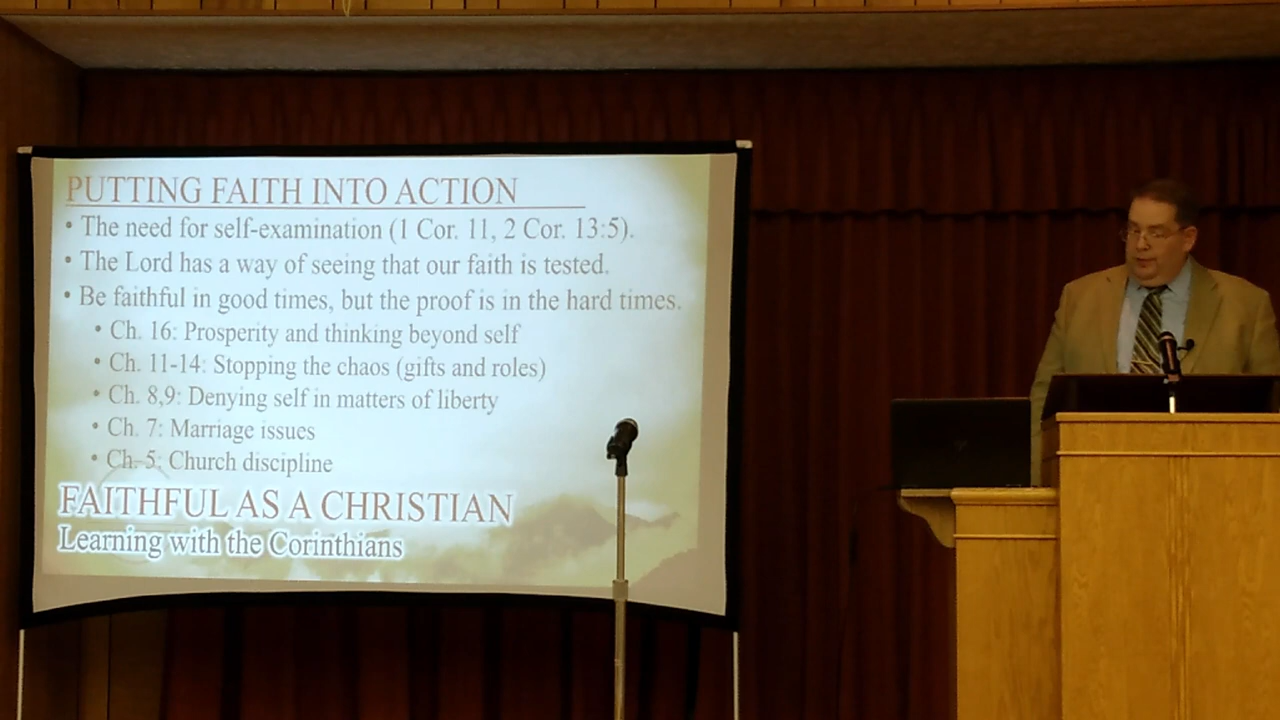 PUTTING FAITH INTO ACTION
• The need for self-examination (1 Cor. 11, 2 Cor. 13:5).
• The Lord has a way of seeing that our faith is tested.
• Be faithful in good times, but the proof is in the hard times.
• Ch. 16: Prosperity and thinking beyond self
• Ch. 11-14: Stopping the chaos (gifts and roles)
• Ch. 8,9: Denying self in matters of liberty
• Ch. 7: Marriage issues
• Ch. 5: Church discipline
FAITHFUL AS A CHRISTIAN
Learning with the Corinthians